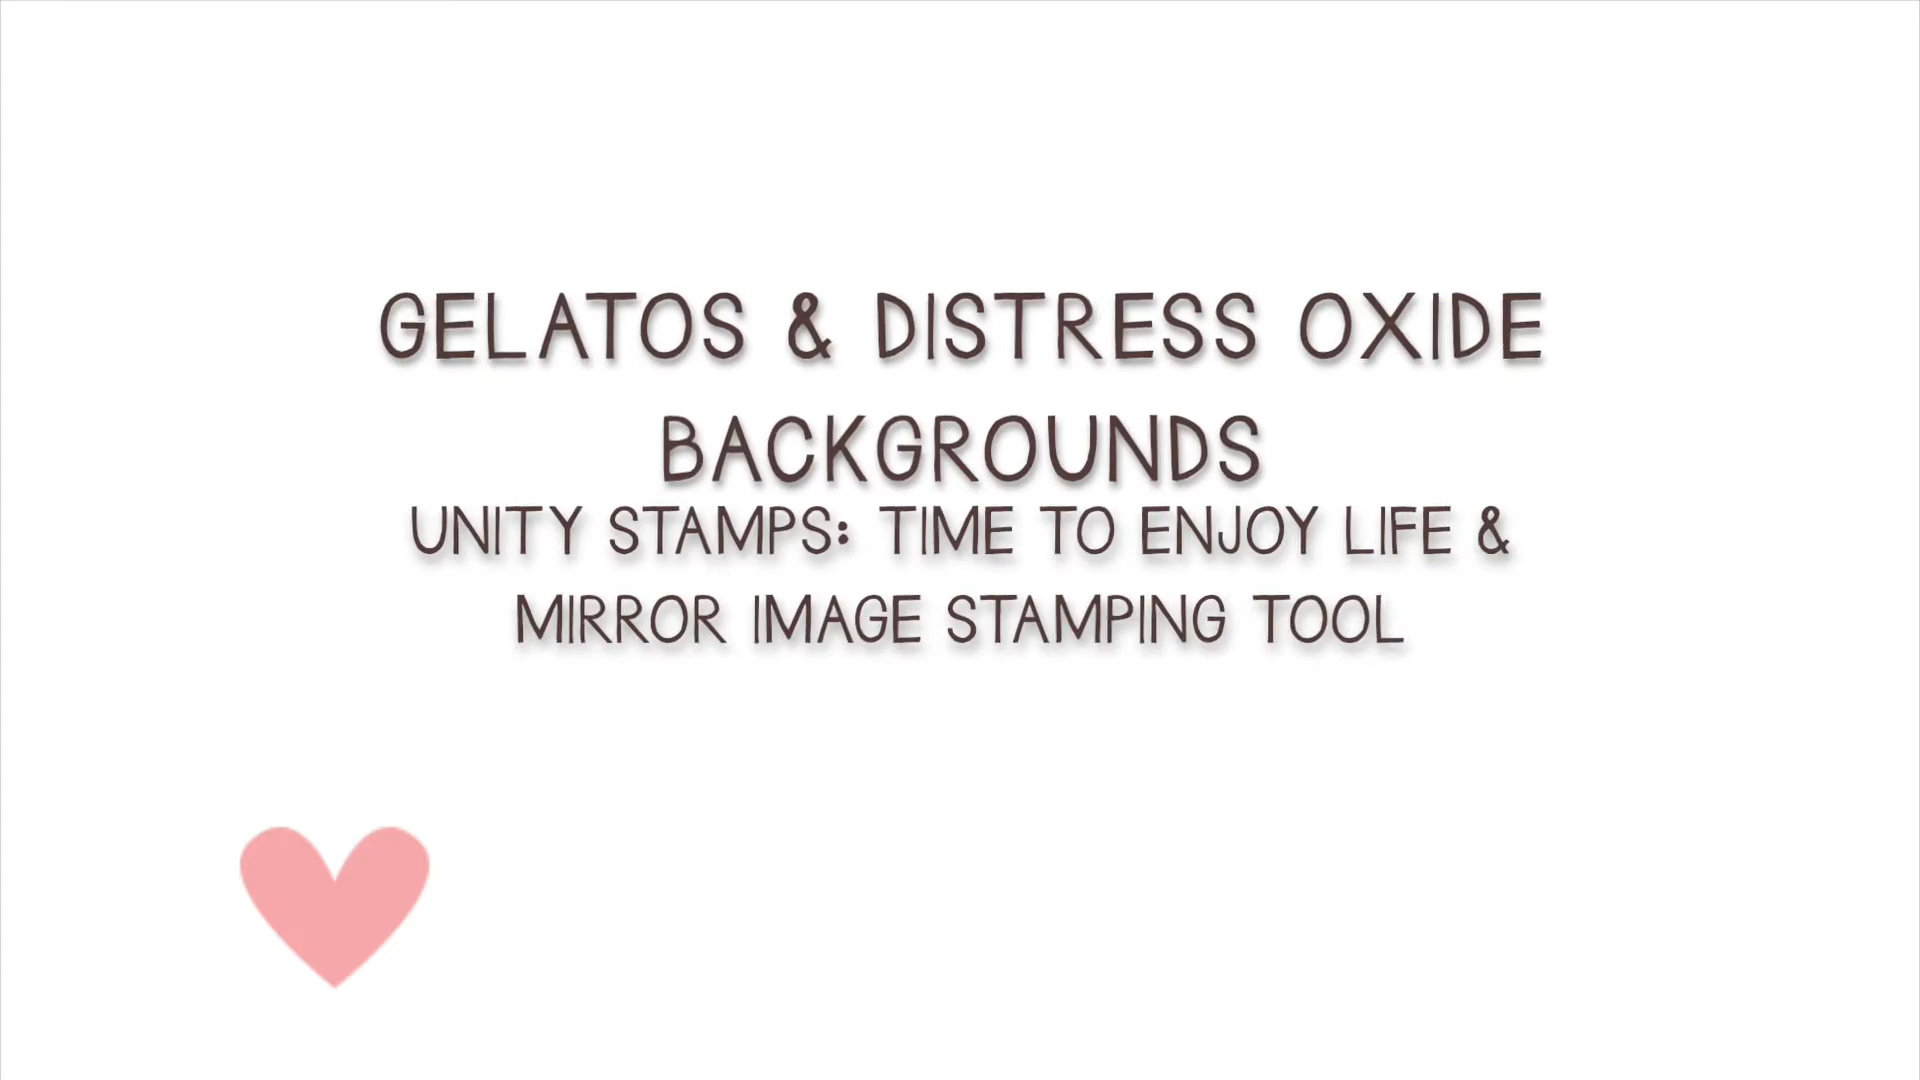 GELATOS & DISTRESS OXIDE
BACKGROUNDS
UNITY STAMPS: TIME TO ENJOY LIFE &
MIRROR IMAGE STAMPING TOOL